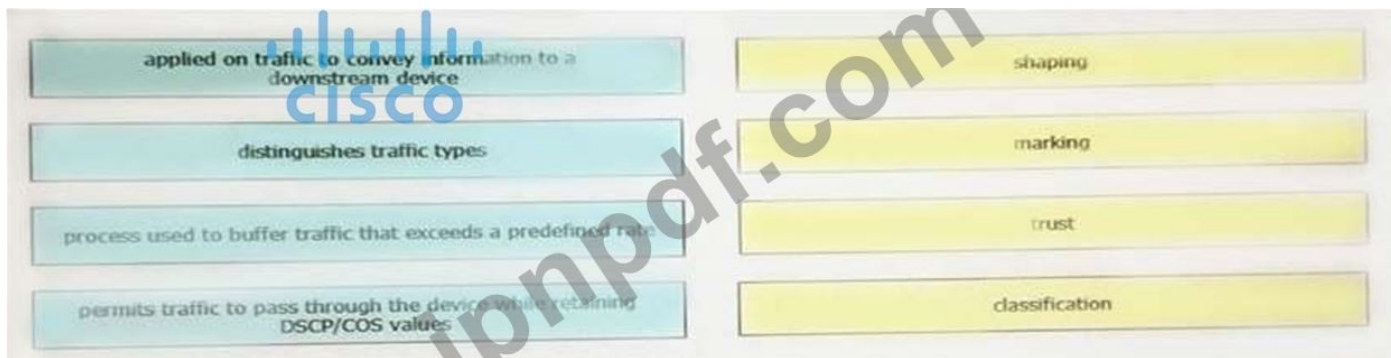 applied on traffic to convey information to a
downstream device
CISCO
distinguishes traffic types
process used to buffer traffic that exceeds a predefined rate
permits traffic to pass through the device while retaining
DSCP/COS values
shaping
marking
trust
classification
jpnpdf.com